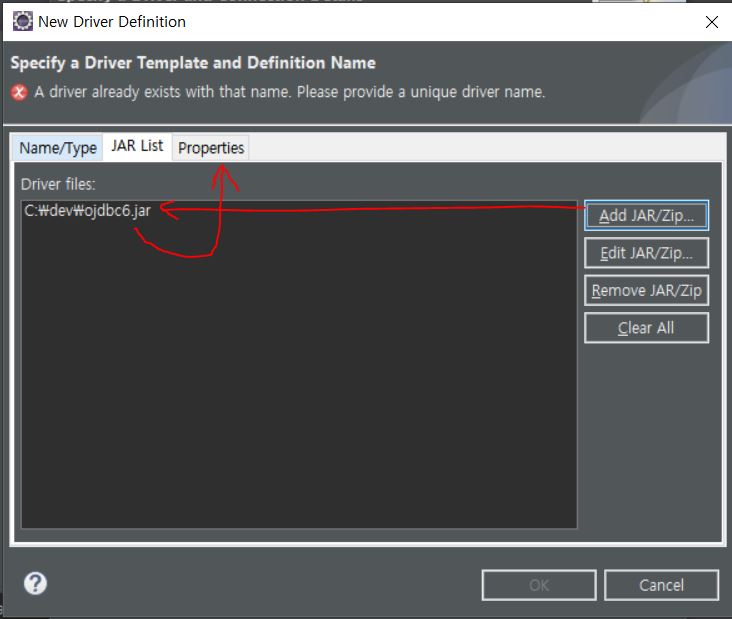 New Driver Definition
Specify a Driver Template and Definition Name
A driver already exists with that name. Please provide a unique driver name.
Name/Type JAR List Properties
Driver files:
C:₩dev₩ojdbc6.jar
Add JAR/Zip...
Edit JAR/Zip...
Remove JAR/Zip
Clear All
OK Cancel